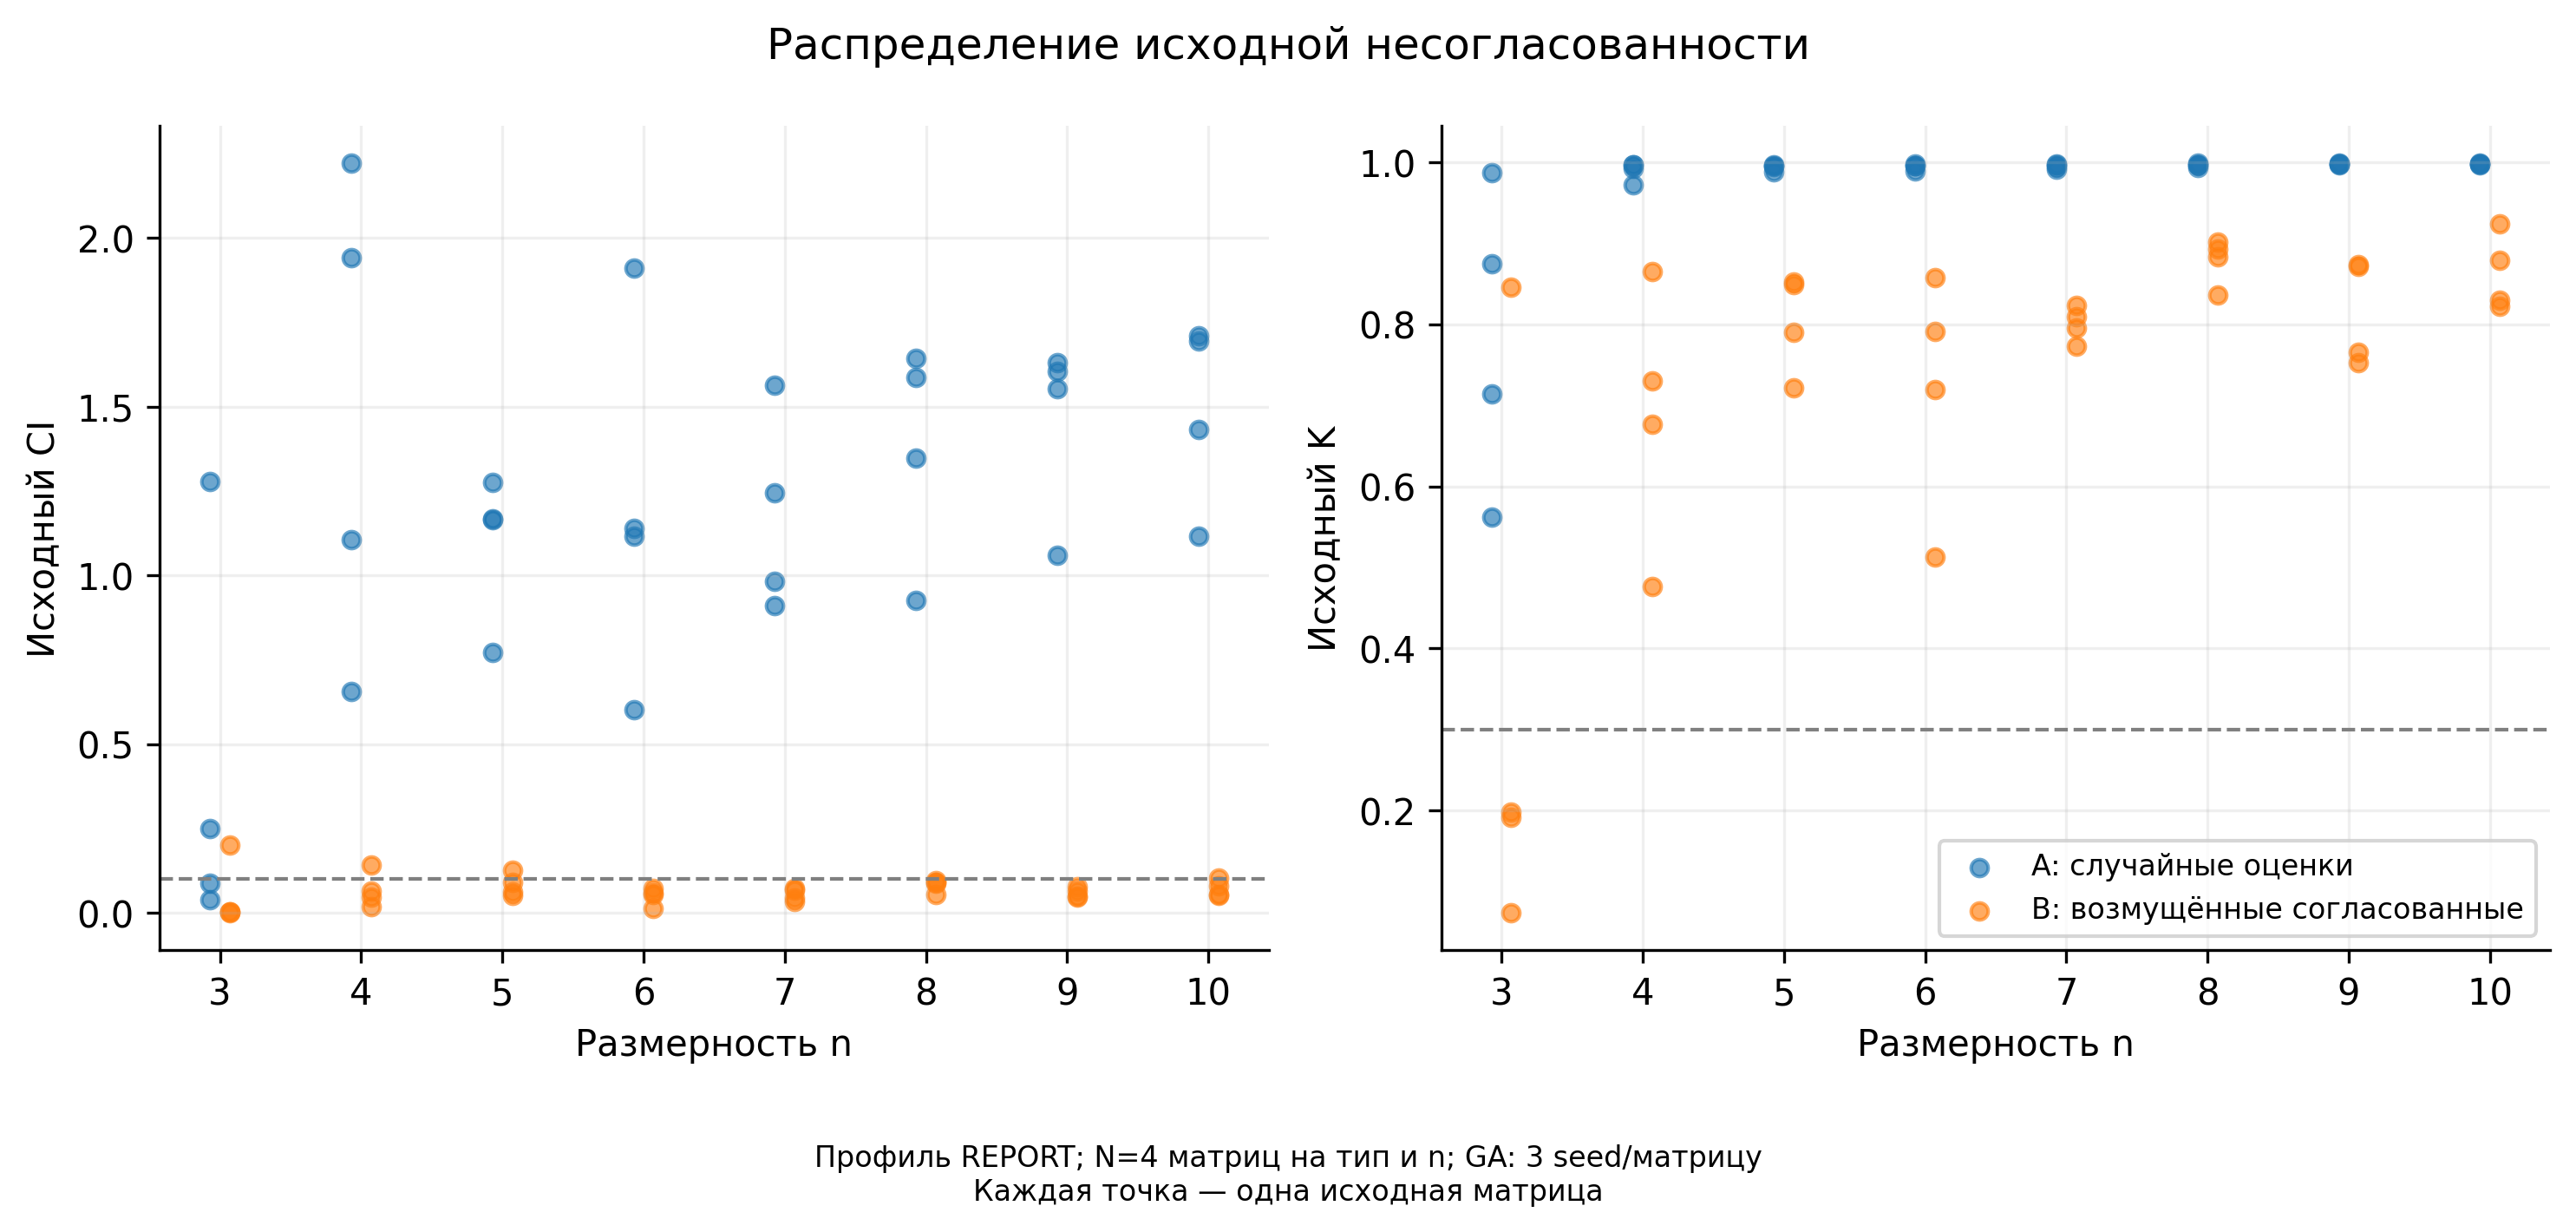 Распределение исходной несогласованности
Исходный CI
2.0
1.5
1.0
0.5
0.0
3 4 5 6 7 8 9 10
Размерность n
Исходный K
1.0
0.8
0.6
0.4
0.2
3 4 5 6 7 8 9 10
Размерность n
A: случайные оценки
B: возмущённые согласованные
Профиль REPORT; N=4 матриц на тип и n; GA: 3 seed/матрицу
Каждая точка — одна исходная матрица